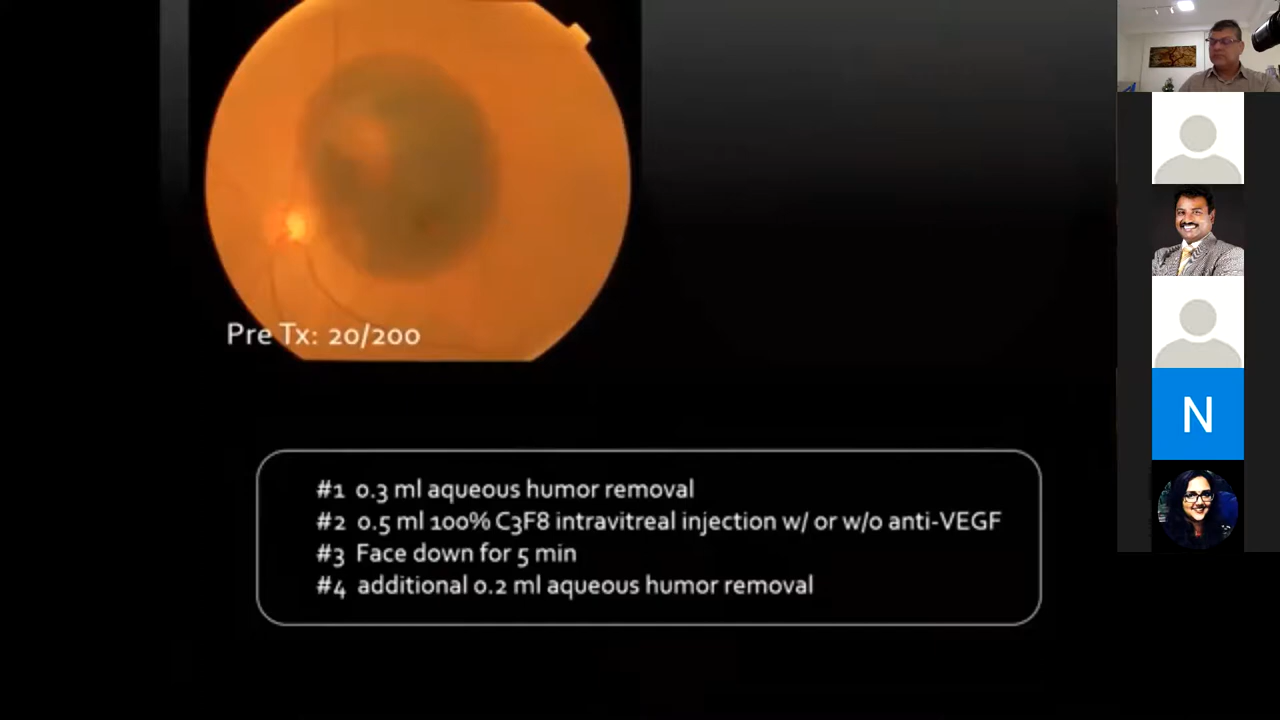 Pre Tx: 20/200
#1 0.3 ml aqueous humor removal
#2 0.5 ml 100% C3F8 intravitreal injection w/ or w/o anti-VEGF
#3 Face down for 5 min
#4 additional 0.2 ml aqueous humor removal
N